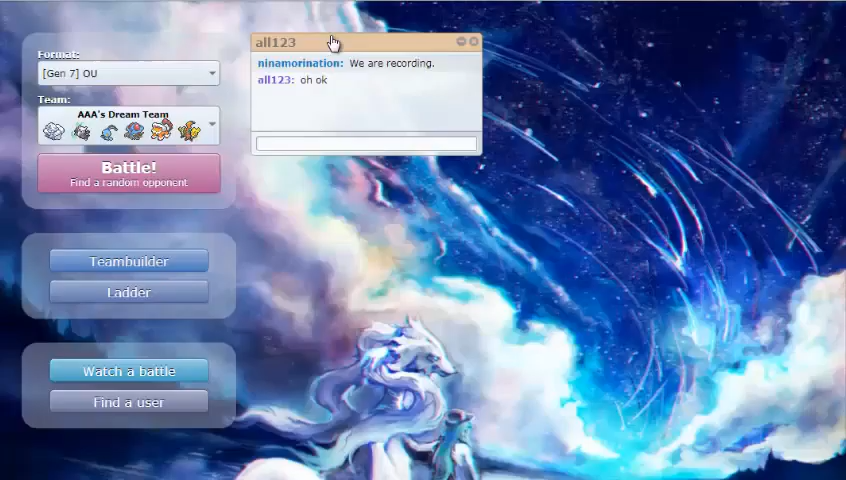 Format:
[Gen 7] OU
Team:
AAA's Dream Team
Battle!
Find a random opponent
Teambuilder
Ladder
Watch a battle
Find a user
all123
ninamorination: We are recording.
all123: oh ok